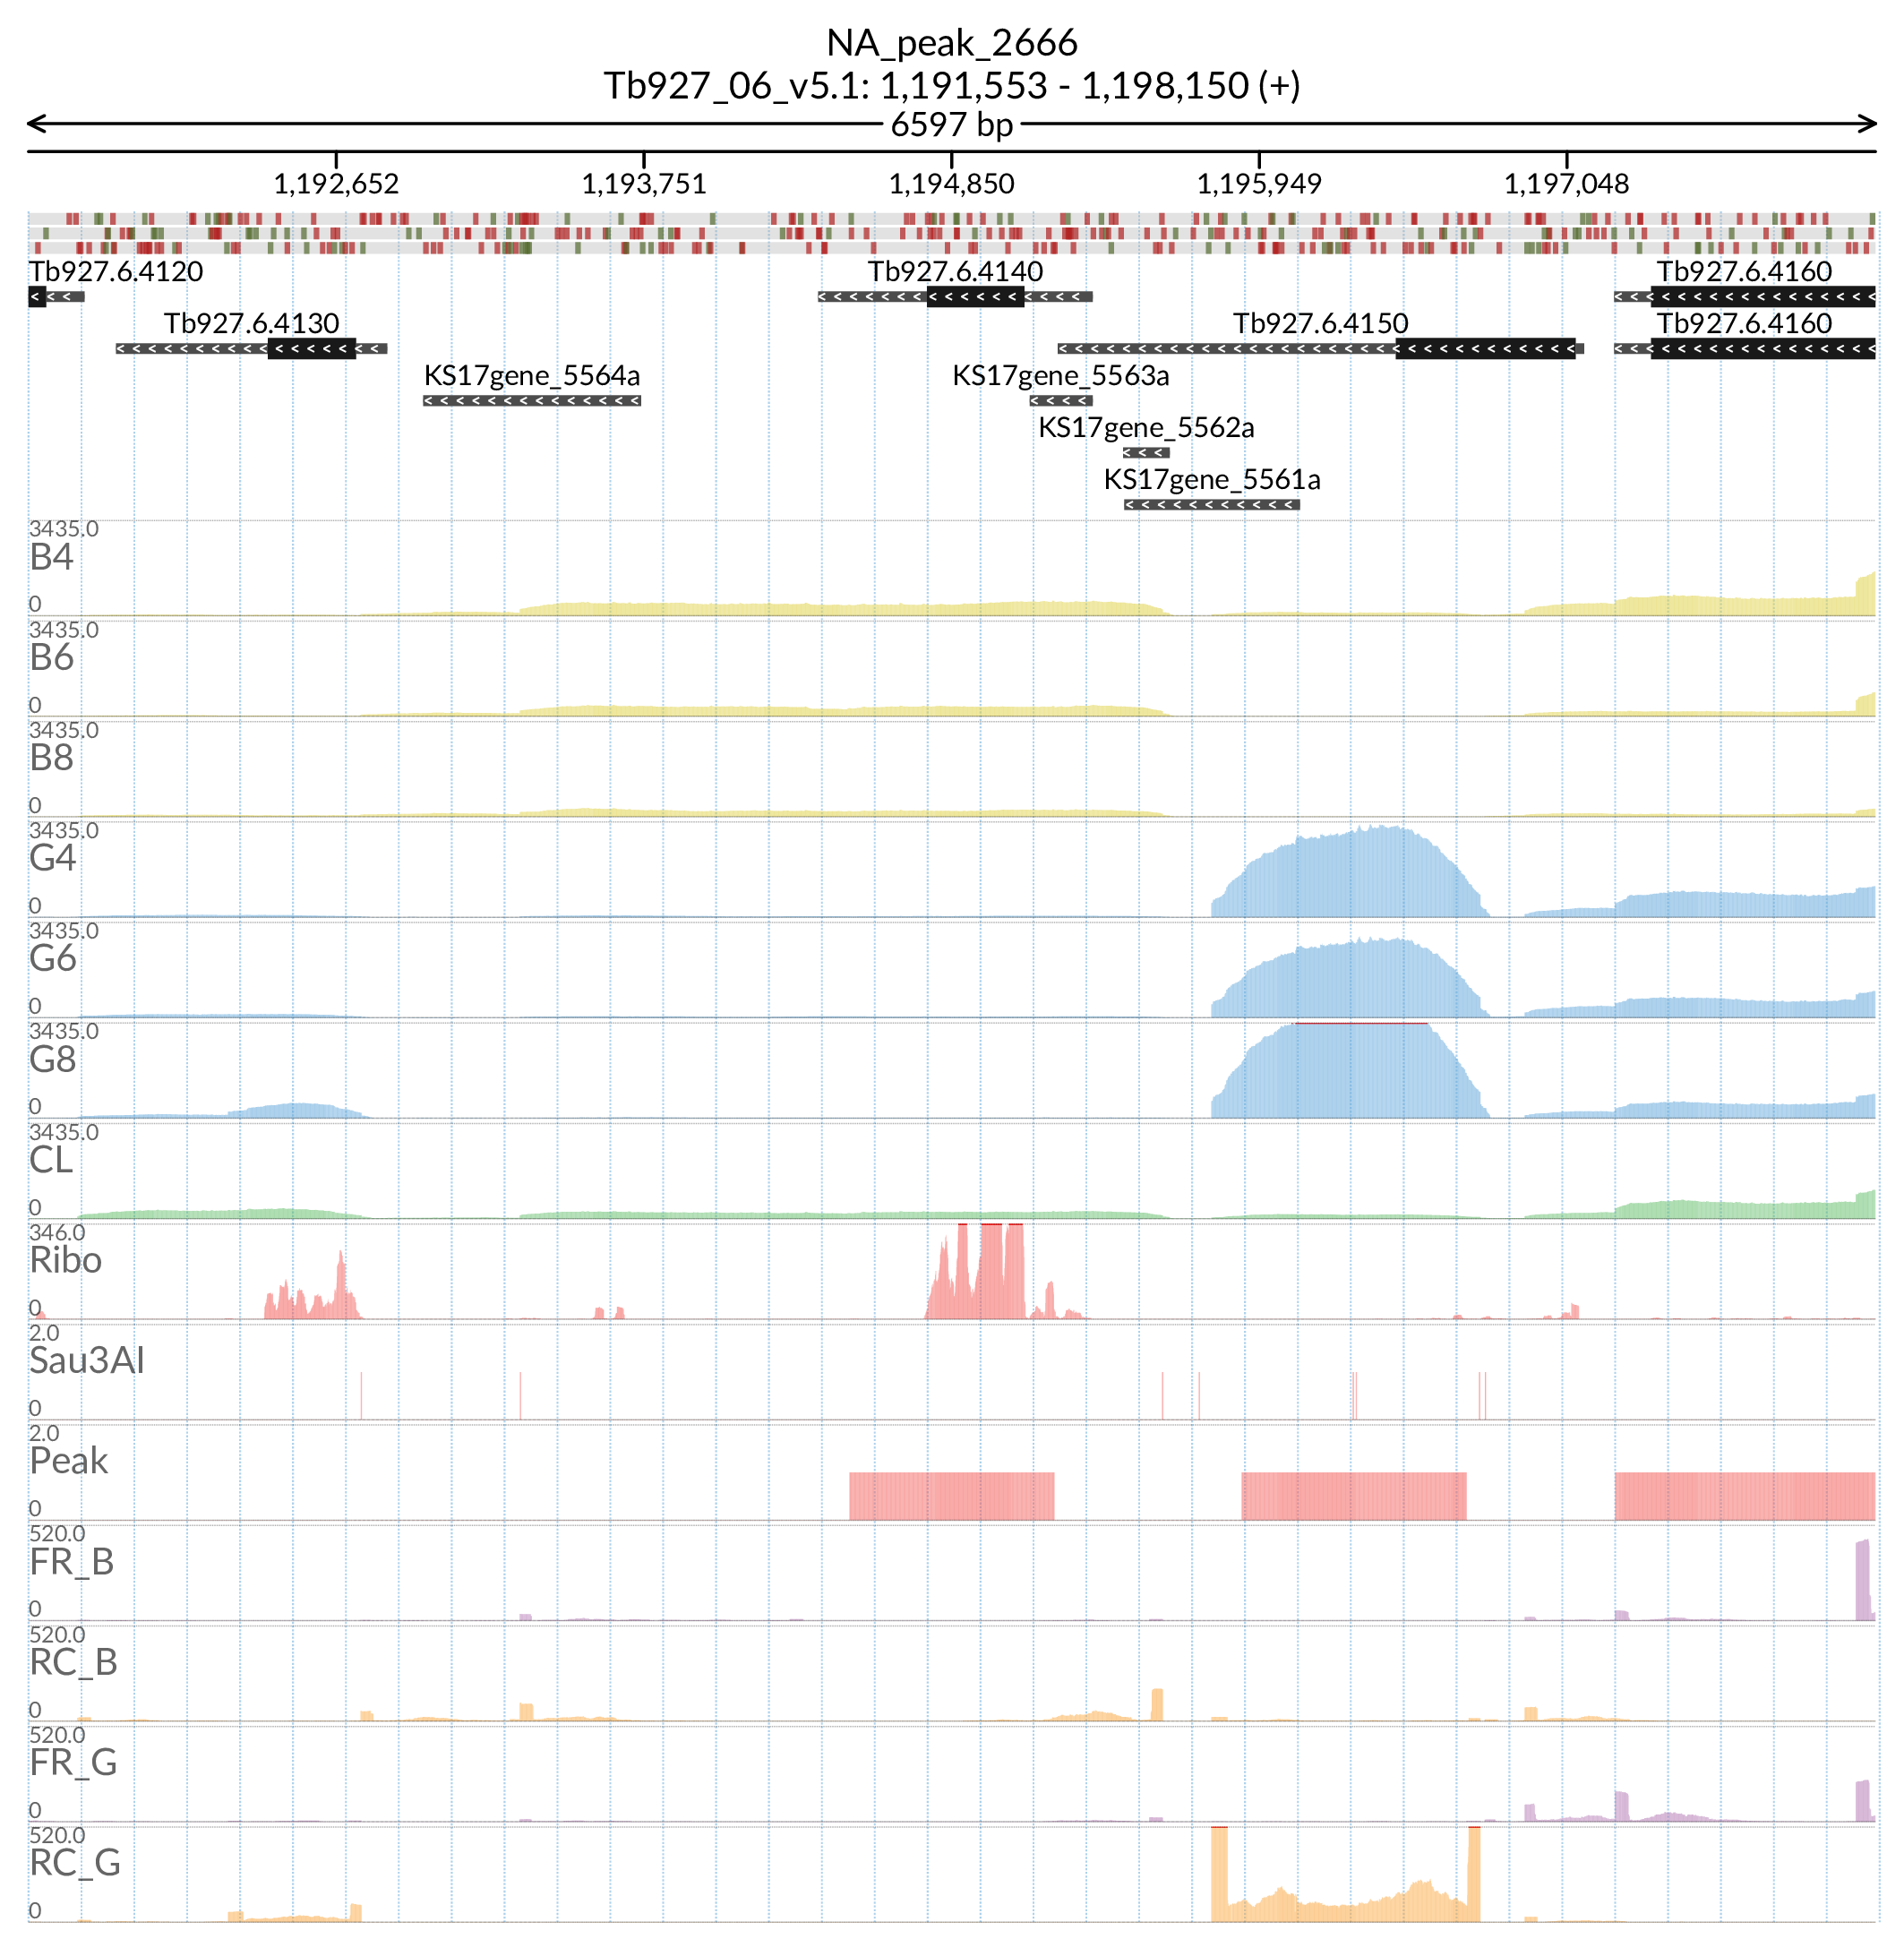 NA_peak_2666
Tb927_06_v5.1: 1,191,553 - 1,198,150 (+)
6597 bp
1,192,652 1,193,751 1,194,850 1,195,949 1,197,048
Tb927.6.4120 Tb927.6.4140 Tb927.6.4160
Tb927.6.4130 Tb927.6.4150 Tb927.6.4160
KS17gene_5564a KS17gene_5563a
KS17gene_5562a
KS17gene_5561a
3435.0
B4
0
3435.0
B6
0
3435.0
B8
0
3435.0
G4
0
3435.0
G6
0
3435.0
G8
0
3435.0
CL
0
346.0
Ribo
0
2.0
Sau3AI
0
2.0
Peak
0
520.0
FR_B
0
520.0
RC_B
0
520.0
FR_G
0
520.0
RC_G
0